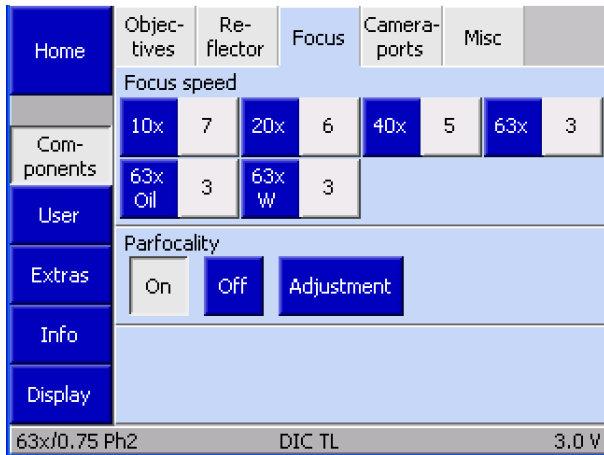 Home
Objec-
tives
Re-
flector
Focus
Camera-
ports
Misc
Focus speed
10x 7 20x 6 40x 5 63x 3
63x
Oil
3
63x
W
3
Com-
ponents
User
Parfocality
On Off Adjustment
Extras
Info
Display
63x/0.75 Ph2 DIC TL 3.0 V